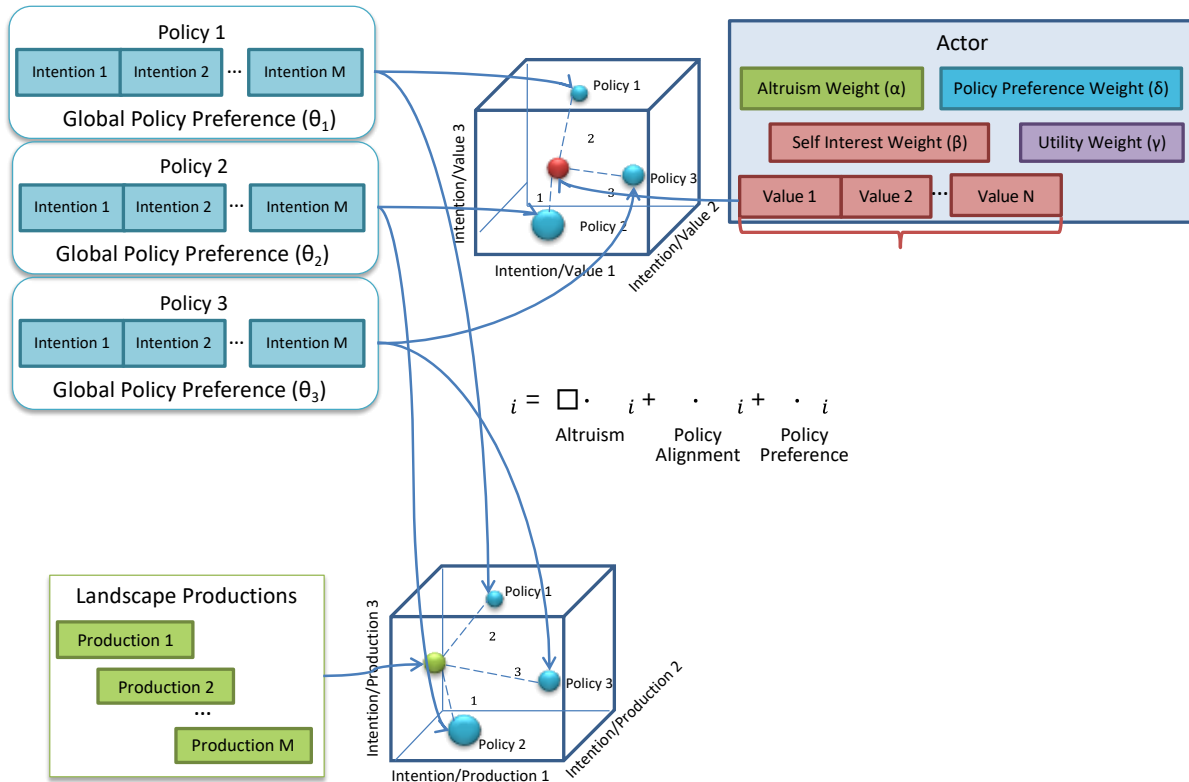 Policy 1
Intention 1 Intention 2 ... Intention M
Global Policy Preference (θ1)
Policy 2
Intention 1 Intention 2 ... Intention M
Global Policy Preference (θ2)
Policy 3
Intention 1 Intention 2 ... Intention M
Global Policy Preference (θ3)
Intention/Value 3
Policy 1
2
Policy 3
1
3
Policy 2
Intention/Value 1
Intention/Value 2
Actor
Altruism Weight (α) Policy Preference Weight (δ)
Self Interest Weight (β) Utility Weight (γ)
Value 1 Value 2 ... Value N
i = □ · i + · i + · i
Altruism Policy Alignment Policy Preference
Landscape Productions
Production 1
Production 2
...
Production M
Intention/Production 3
Policy 1
2
3
Policy 3
1
Policy 2
Intention/Production 1
Intention/Production 2